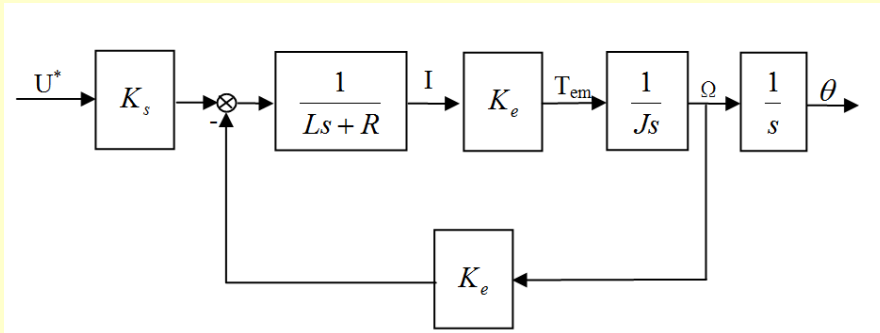 U*
K_s
-
1
Ls + R
I
K_e
T_em
1
Js
Ω
1
s
θ
K_e